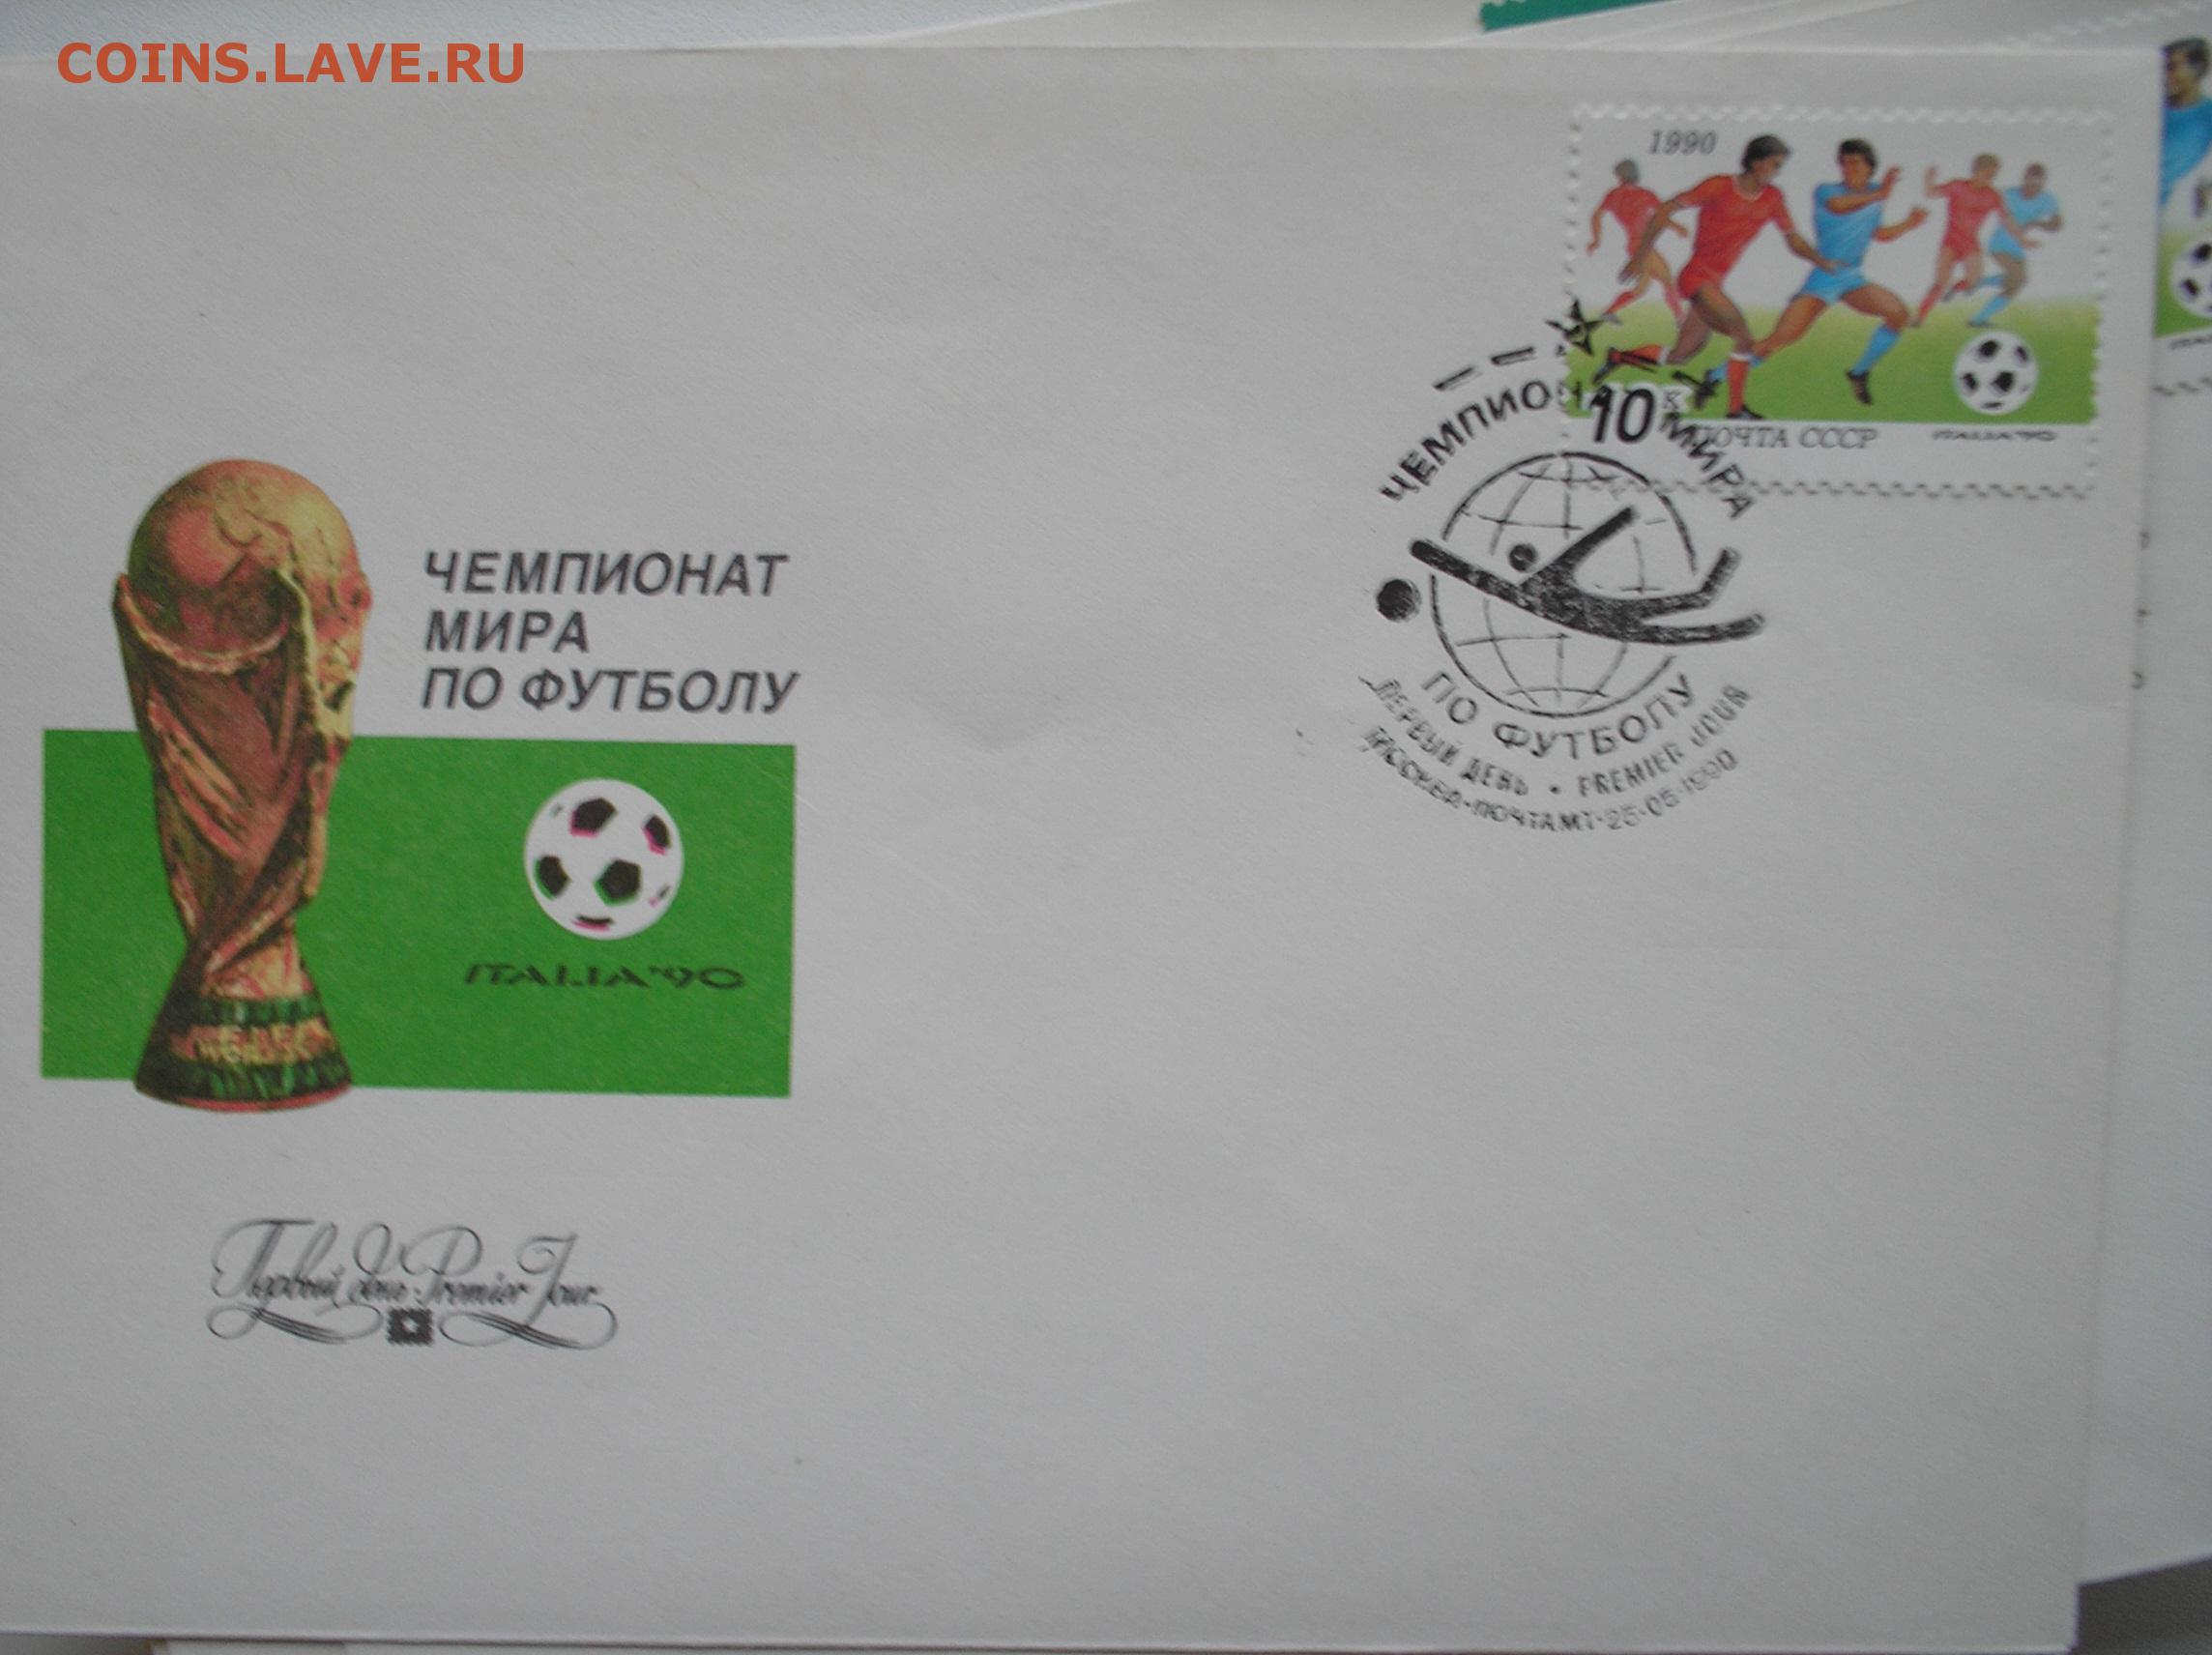 COINS.LAVE.RU
1990
10 к
ПОЧТА СССР
ITALIA'90
ЧЕМПИОНАТ МИРА
ПО ФУТБОЛУ
ПЕРВЫЙ ДЕНЬ • PREMIER JOUR
МОСКВА-ПОЧТАМТ-25-05-1990
ЧЕМПИОНАТ
МИРА
ПО ФУТБОЛУ
ITALIA'90
Первый день · Premier Jour